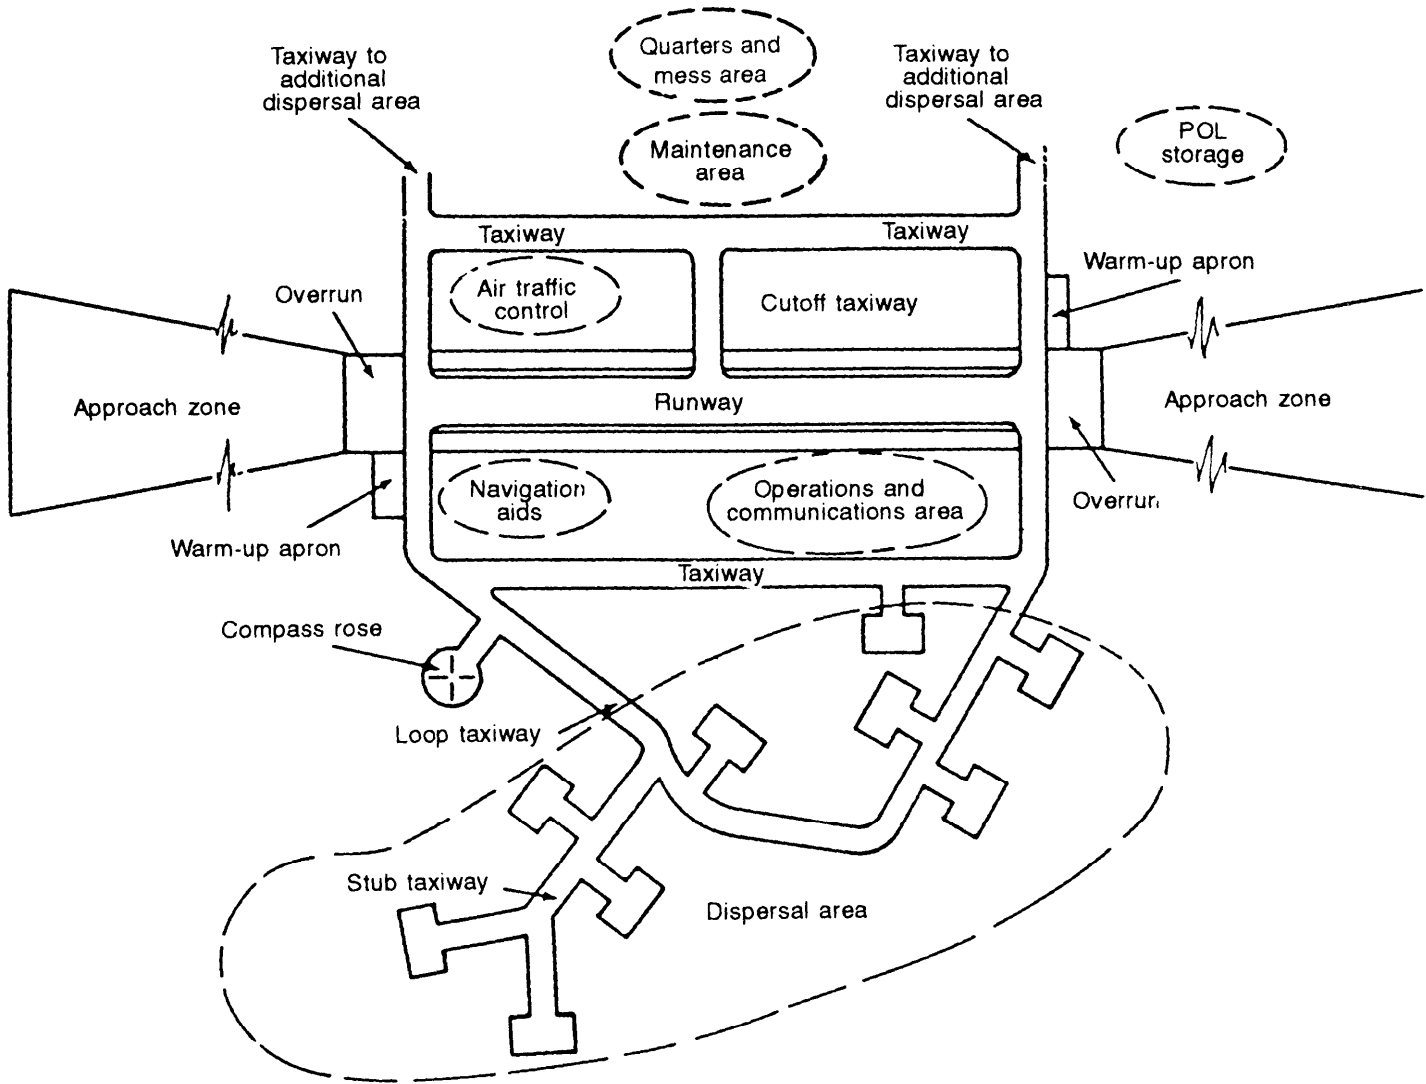 Taxiway to
additional
dispersal area
Quarters and
mess area
Taxiway to
additional
dispersal area
Maintenance
area
POL
storage
Taxiway
Taxiway
Air traffic
control
Cutoff taxiway
Warm-up apron
Overrun
Approach zone
Runway
Approach zone
Navigation
aids
Operations and
communications area
Overrun
Warm-up apron
Taxiway
Compass rose
Loop taxiway
Stub taxiway
Dispersal area